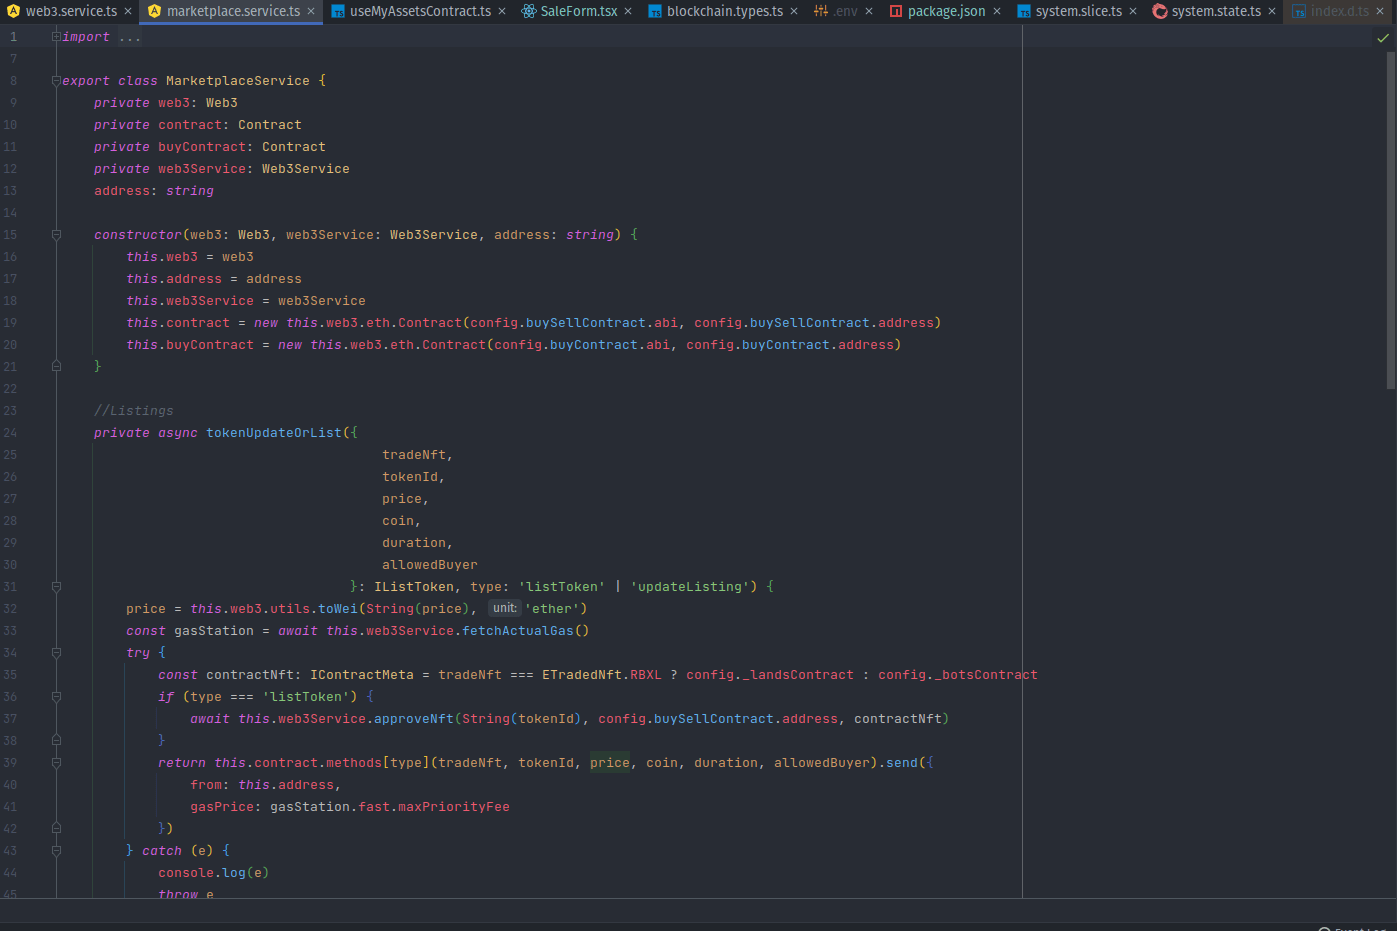 web3.service.ts × marketplace.service.ts × useMyAssetsContract.ts × SaleForm.tsx × blockchain.types.ts × .env × package.json × system.slice.ts × system.state.ts × index.d.ts ×
1 import ...
7
8 export class MarketplaceService {
9 private web3: Web3
10 private contract: Contract
11 private buyContract: Contract
12 private web3Service: Web3Service
13 address: string
14
15 constructor(web3: Web3, web3Service: Web3Service, address: string) {
16 this.web3 = web3
17 this.address = address
18 this.web3Service = web3Service
19 this.contract = new this.web3.eth.Contract(config.buySellContract.abi, config.buySellContract.address)
20 this.buyContract = new this.web3.eth.Contract(config.buyContract.abi, config.buyContract.address)
21 }
22
23 //Listings
24 private async tokenUpdateOrList({
25 tradeNft,
26 tokenId,
27 price,
28 coin,
29 duration,
30 allowedBuyer
31 }: IListToken, type: 'listToken' | 'updateListing') {
32 price = this.web3.utils.toWei(String(price), unit: 'ether')
33 const gasStation = await this.web3Service.fetchActualGas()
34 try {
35 const contractNft: IContractMeta = tradeNft === ETradedNft.RBXL ? config._landsContract : config._botsContract
36 if (type === 'listToken') {
37 await this.web3Service.approveNft(String(tokenId), config.buySellContract.address, contractNft)
38 }
39 return this.contract.methods[type](tradeNft, tokenId, price, coin, duration, allowedBuyer).send({
40 from: this.address,
41 gasPrice: gasStation.fast.maxPriorityFee
42 })
43 } catch (e) {
44 console.log(e)
45 throw e
Event Log